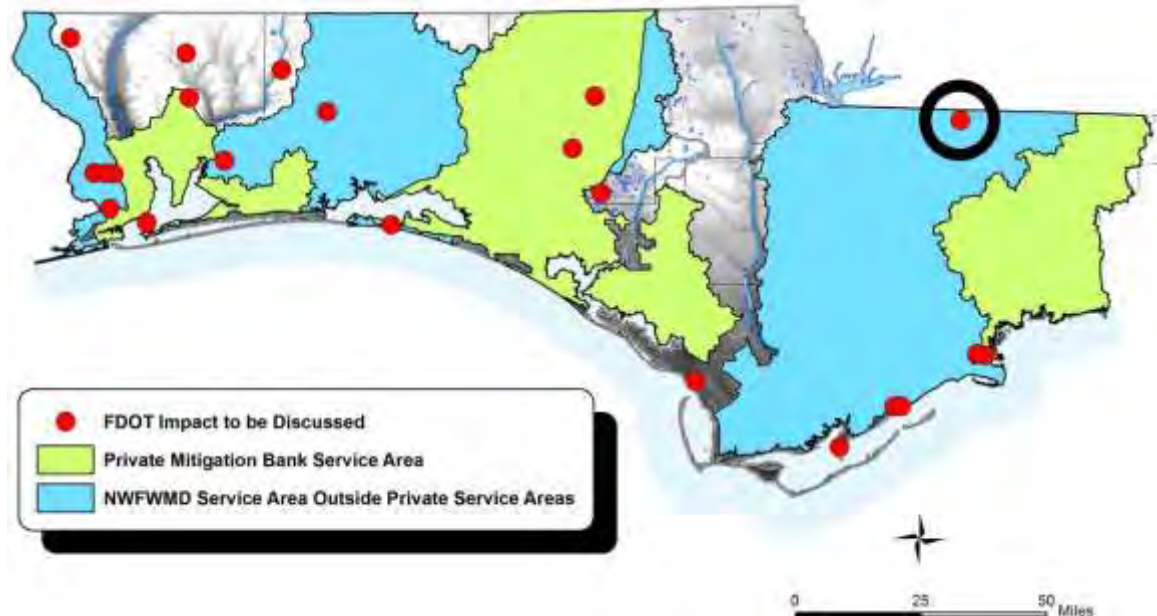 FDOT Impact to be Discussed
Private Mitigation Bank Service Area
NWFWMD Service Area Outside Private Service Areas
0 25 50 Miles